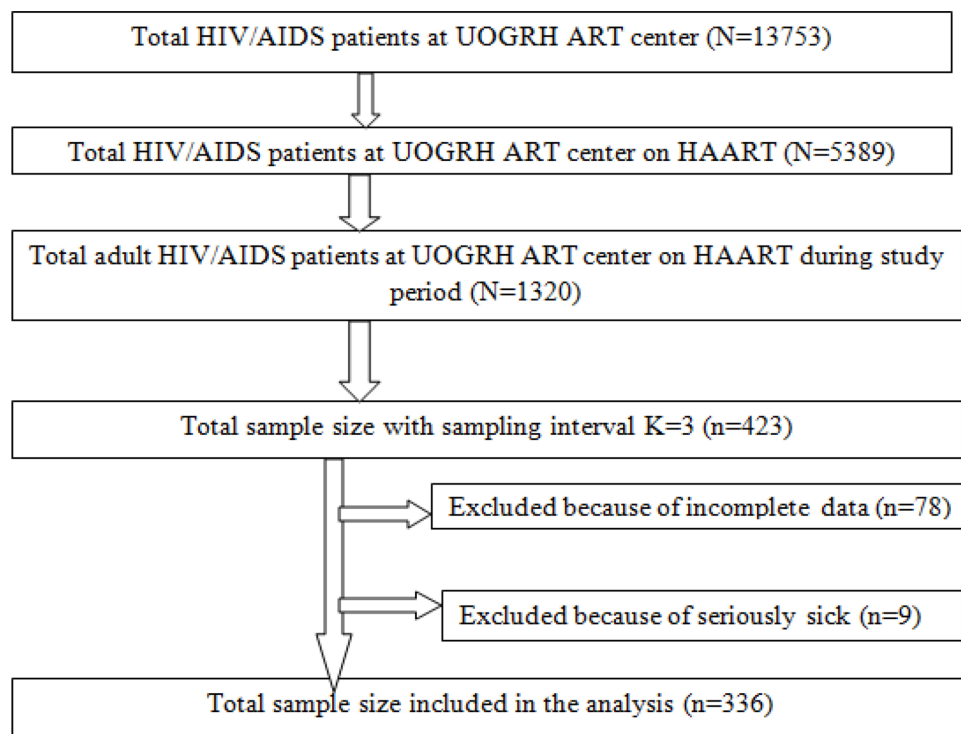 Total HIV/AIDS patients at UOGRH ART center (N=13753)
Total HIV/AIDS patients at UOGRH ART center on HAART (N=5389)
Total adult HIV/AIDS patients at UOGRH ART center on HAART during study
period (N=1320)
Total sample size with sampling interval K=3 (n=423)
Excluded because of incomplete data (n=78)
Excluded because of seriously sick (n=9)
Total sample size included in the analysis (n=336)